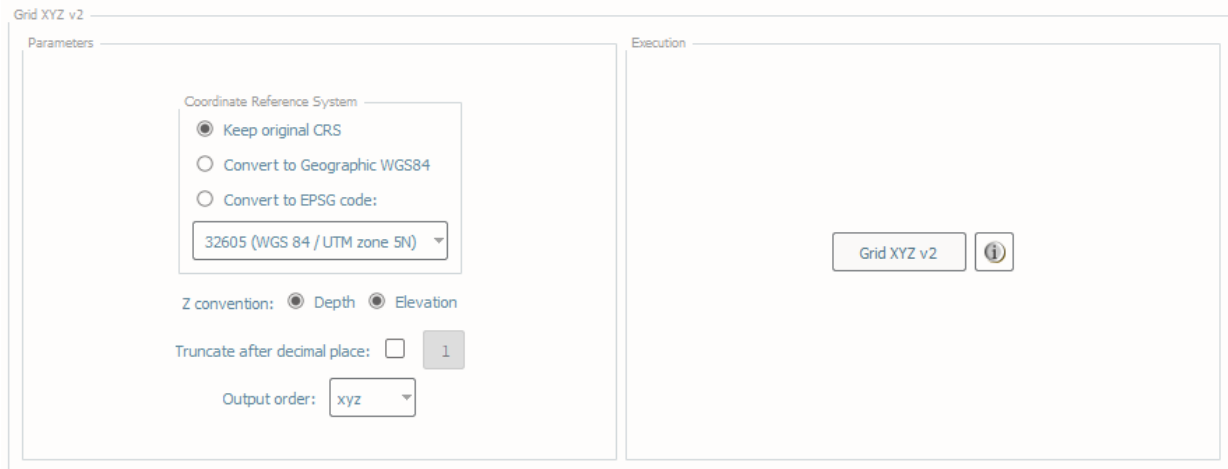 Grid XYZ v2
Parameters
Coordinate Reference System
Keep original CRS
Convert to Geographic WGS84
Convert to EPSG code:
32605 (WGS 84 / UTM zone 5N)
Z convention: Depth Elevation
Truncate after decimal place: 1
Output order: xyz
Execution
Grid XYZ v2